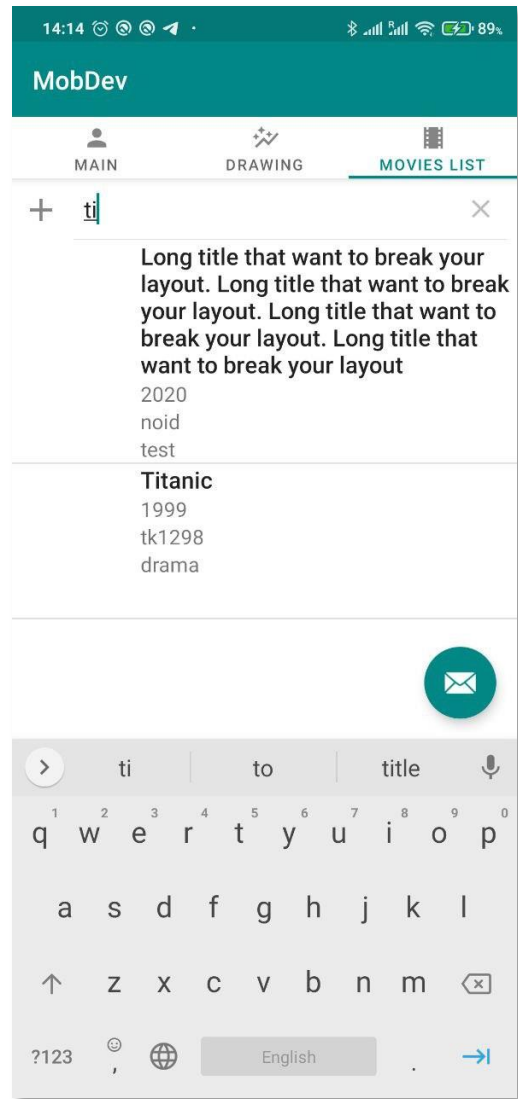 14:14 89%
MobDev
MAIN DRAWING MOVIES LIST
ti
Long title that want to break your
layout. Long title that want to break
your layout. Long title that want to
break your layout. Long title that
want to break your layout
2020
noid
test
Titanic
1999
tk1298
drama
ti to title
1 2 3 4 5 6 7 8 9 0
q w e r t y u i o p
a s d f g h j k l
z x c v b n m
?123 , English .